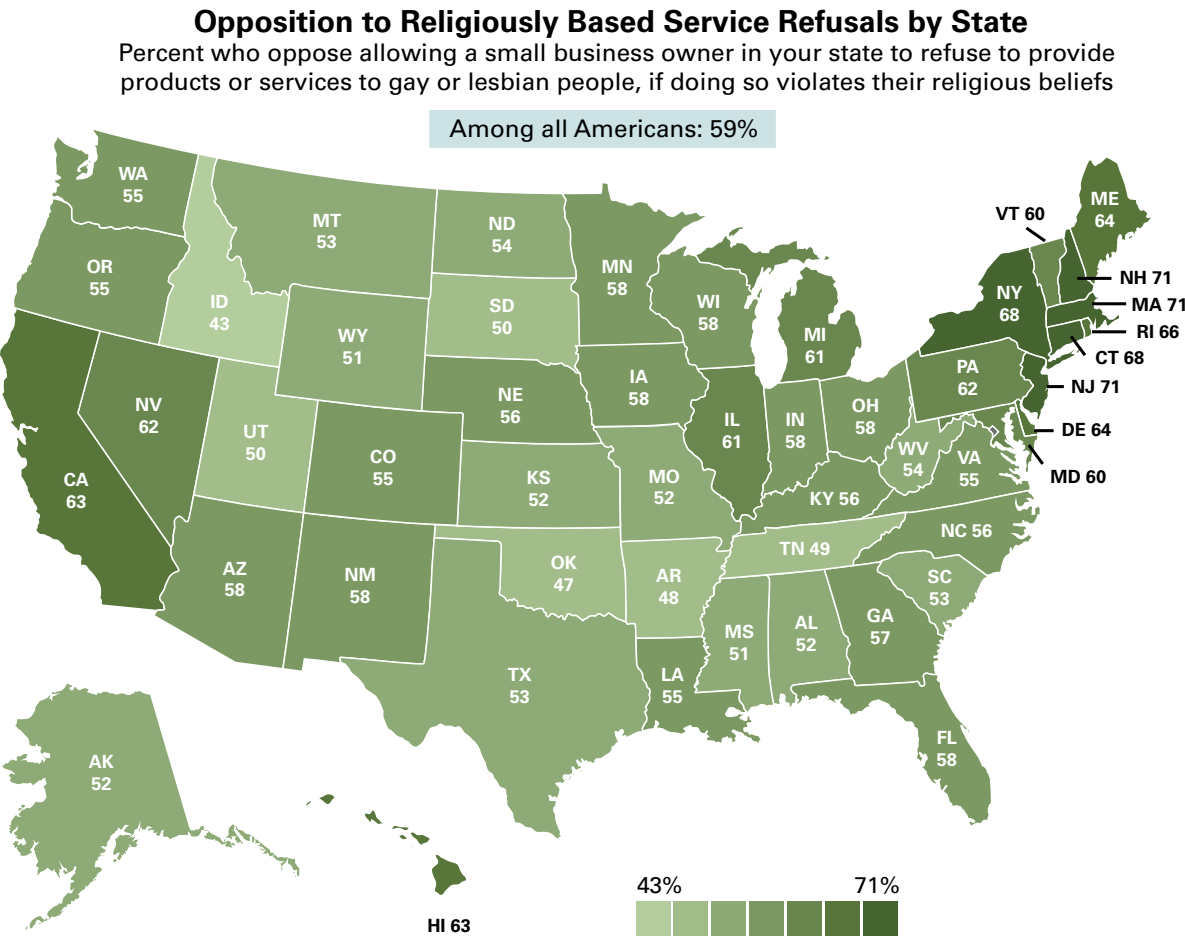 Opposition to Religiously Based Service Refusals by State
Percent who oppose allowing a small business owner in your state to refuse to provide
products or services to gay or lesbian people, if doing so violates their religious beliefs
Among all Americans: 59%
WA
55
OR
55
ID
43
MT
53
ND
54
SD
50
WY
51
NE
56
MN
58
WI
58
MI
61
IA
58
NV
62
UT
50
CO
55
KS
52
MO
52
IL
61
IN
58
OH
58
PA
62
NY
68
VT 60
ME
64
NH 71
MA 71
RI 66
CT 68
NJ 71
DE 64
MD 60
WV
54
VA
55
KY 56
NC 56
TN 49
SC
53
CA
63
AZ
58
NM
58
OK
47
AR
48
MS
51
AL
52
GA
57
TX
53
LA
55
FL
58
AK
52
HI 63
43%
71%